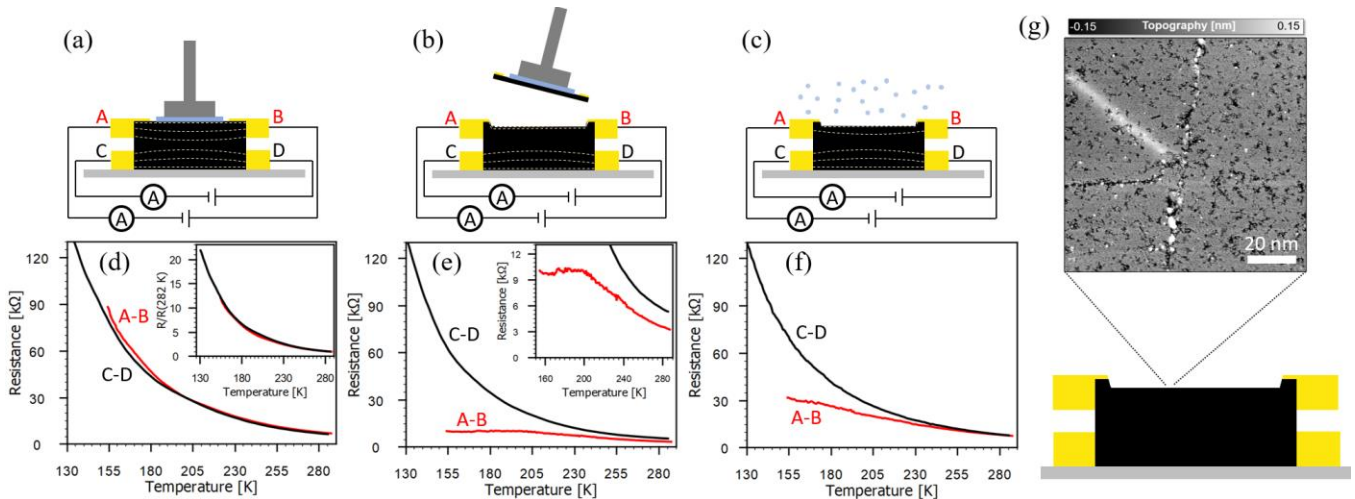 (a)
A
B
C
D
A
A
(b)
A
B
C
D
A
A
(c)
A
B
C
D
A
A
(g)
-0.15 Topography [nm] 0.15
20 nm
(d)
Resistance [kΩ]
120
90
60
30
0
A-B
C-D
130 155 180 205 230 255 280
Temperature [K]
R/R(282 K)
20
15
10
5
0
130 180 230 280
Temperature [K]
(e)
Resistance [kΩ]
120
90
60
30
0
C-D
A-B
130 155 180 205 230 255 280
Temperature [K]
Resistance [kΩ]
12
9
6
3
0
160 200 240 280
Temperature [K]
(f)
Resistance [kΩ]
120
90
60
30
0
C-D
A-B
130 155 180 205 230 255 280
Temperature [K]